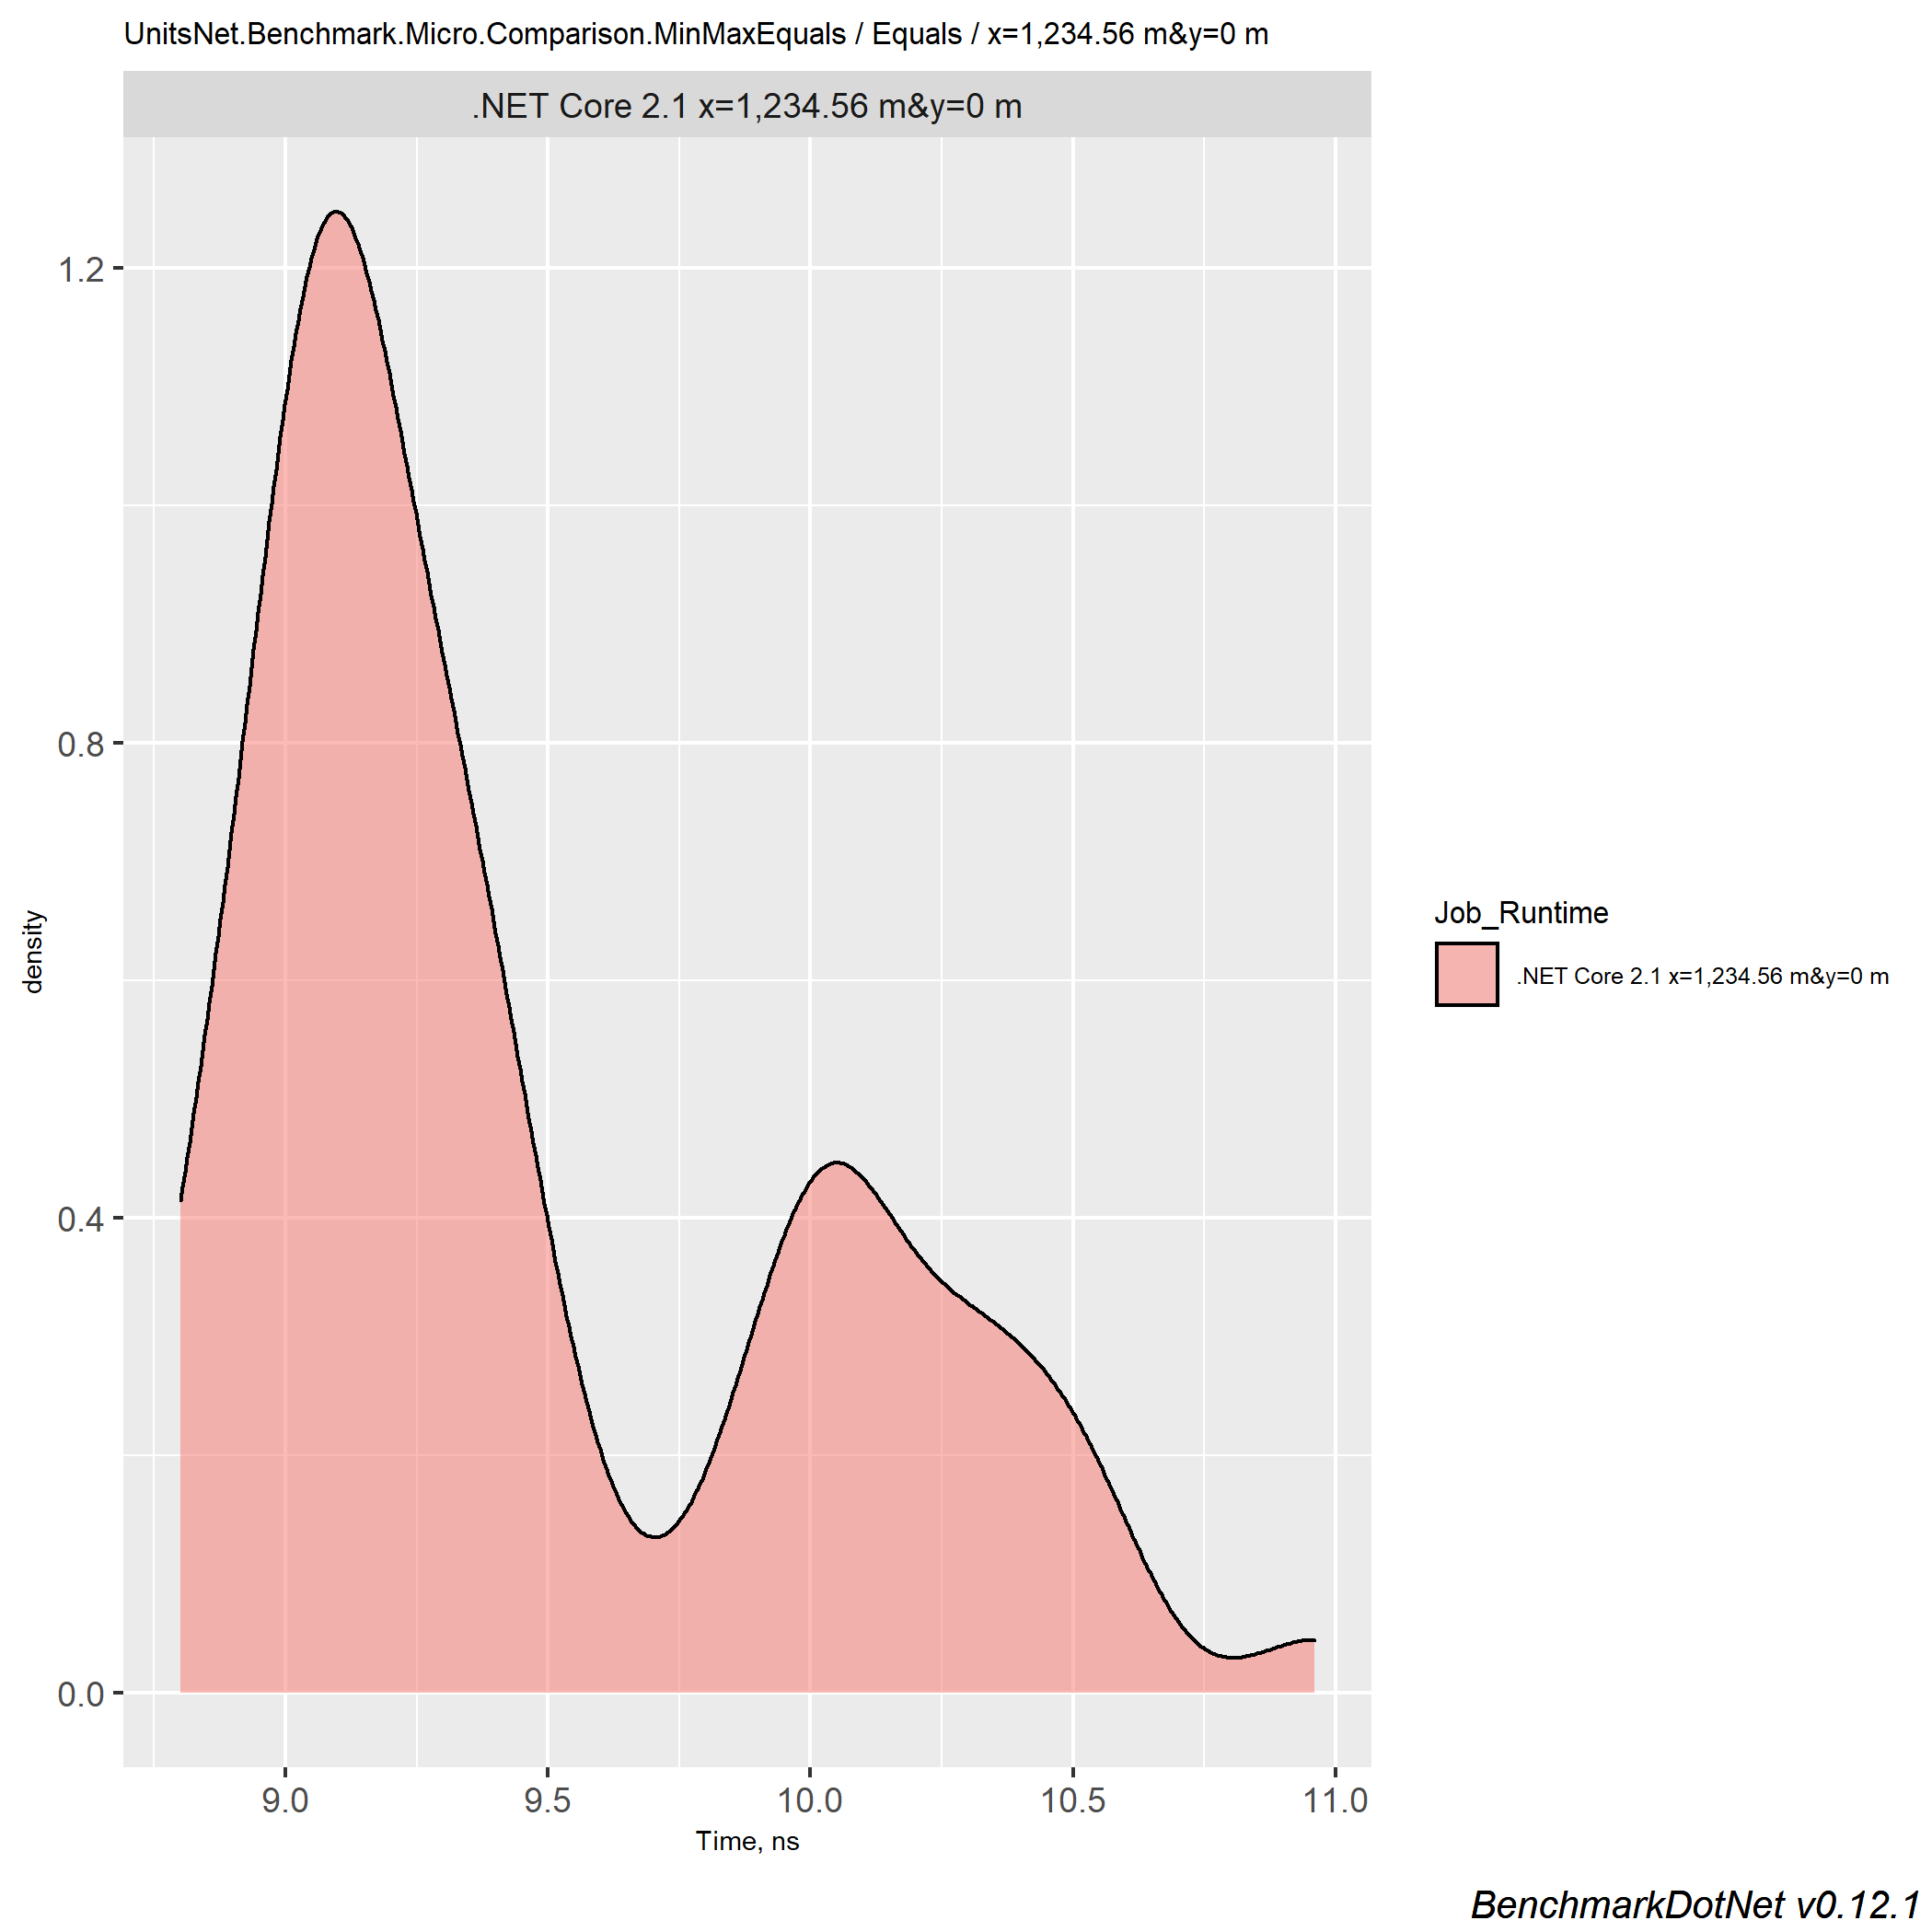 UnitsNet.Benchmark.Micro.Comparison.MinMaxEquals / Equals / x=1,234.56 m&y=0 m
.NET Core 2.1 x=1,234.56 m&y=0 m
1.2
0.8
0.4
0.0
density
9.0 9.5 10.0 10.5 11.0
Time, ns
Job_Runtime
.NET Core 2.1 x=1,234.56 m&y=0 m
BenchmarkDotNet v0.12.1